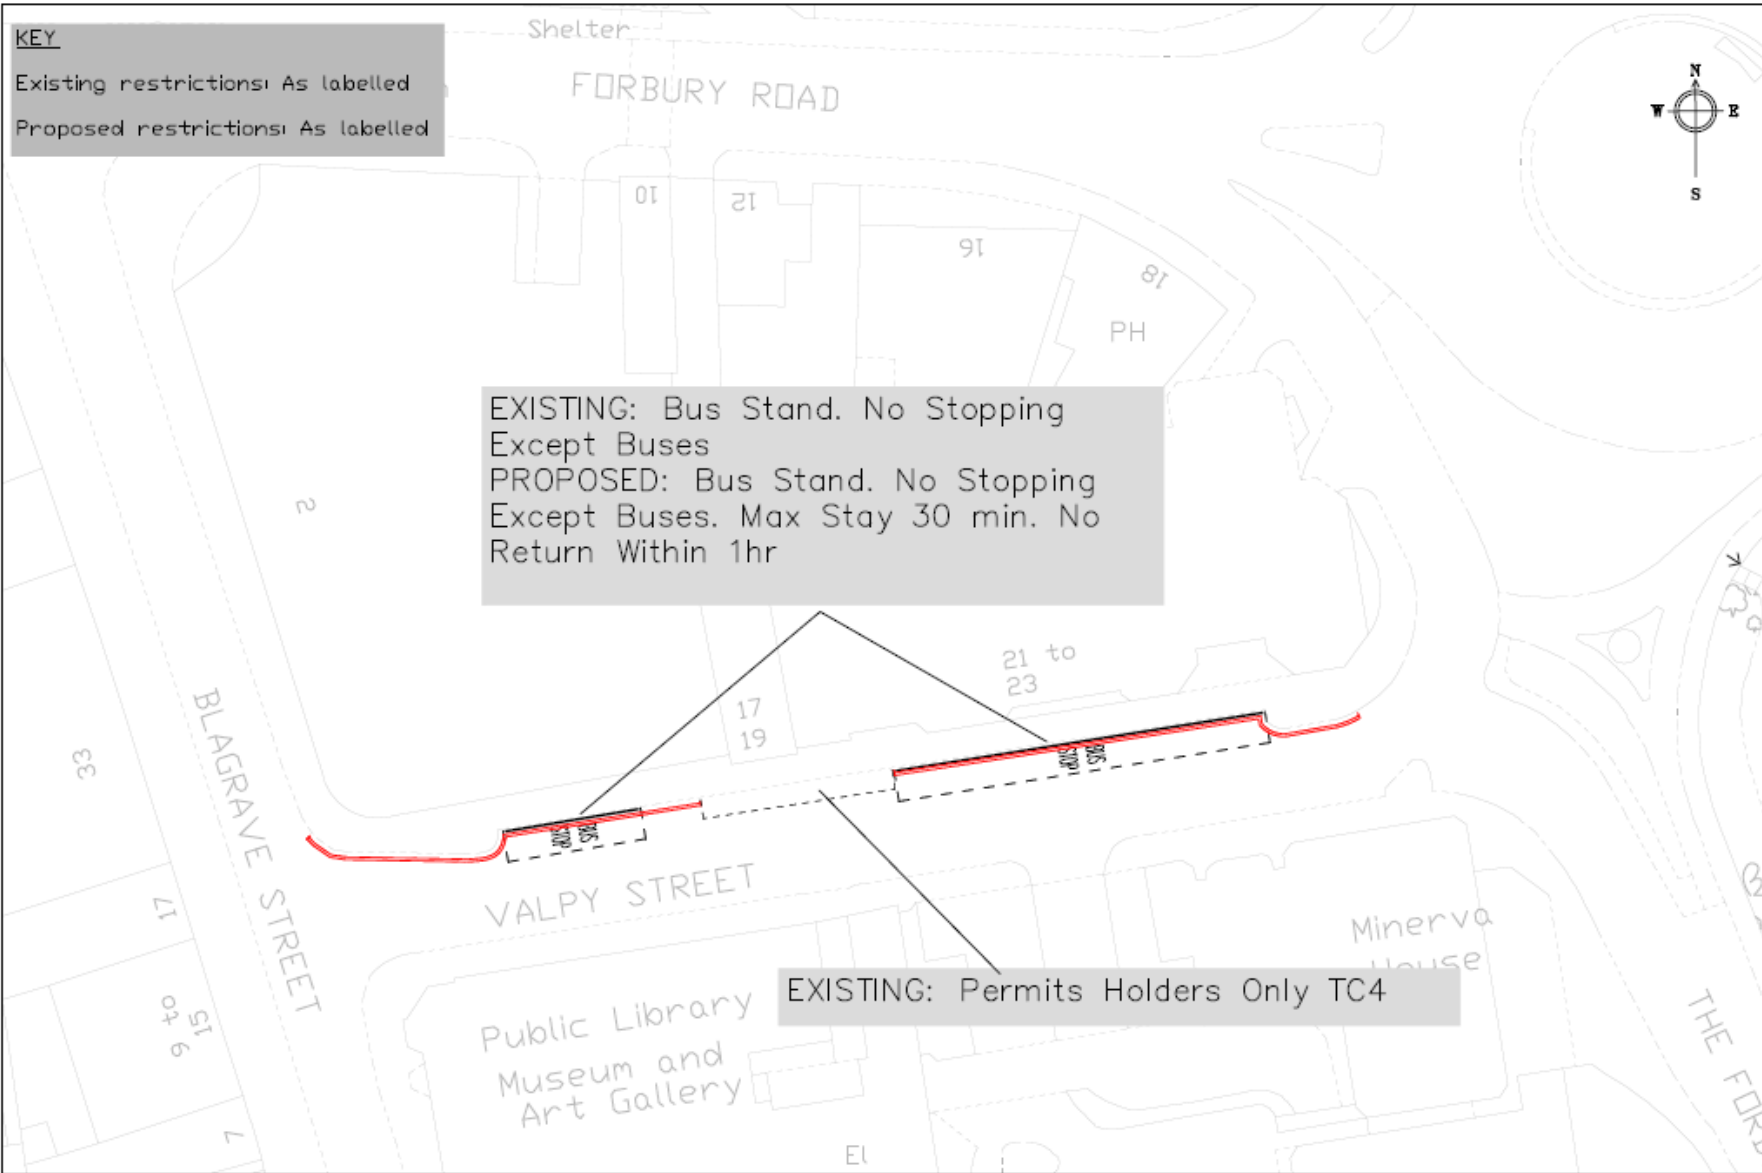 KEY
Existing restrictions: As labelled
Proposed restrictions: As labelled
Shelter
FORBURY ROAD
N
W E
S
10
12
16
18
PH
EXISTING: Bus Stand. No Stopping
Except Buses
PROPOSED: Bus Stand. No Stopping
Except Buses. Max Stay 30 min. No
Return Within 1hr
2
21 to
23
17
19
BLAGRAVE STREET
33
BUS
STOP
BUS
STOP
VALPY STREET
17
15
to
9
7
Minerva
House
EXISTING: Permits Holders Only TC4
Public Library
Museum and
Art Gallery
El
THE